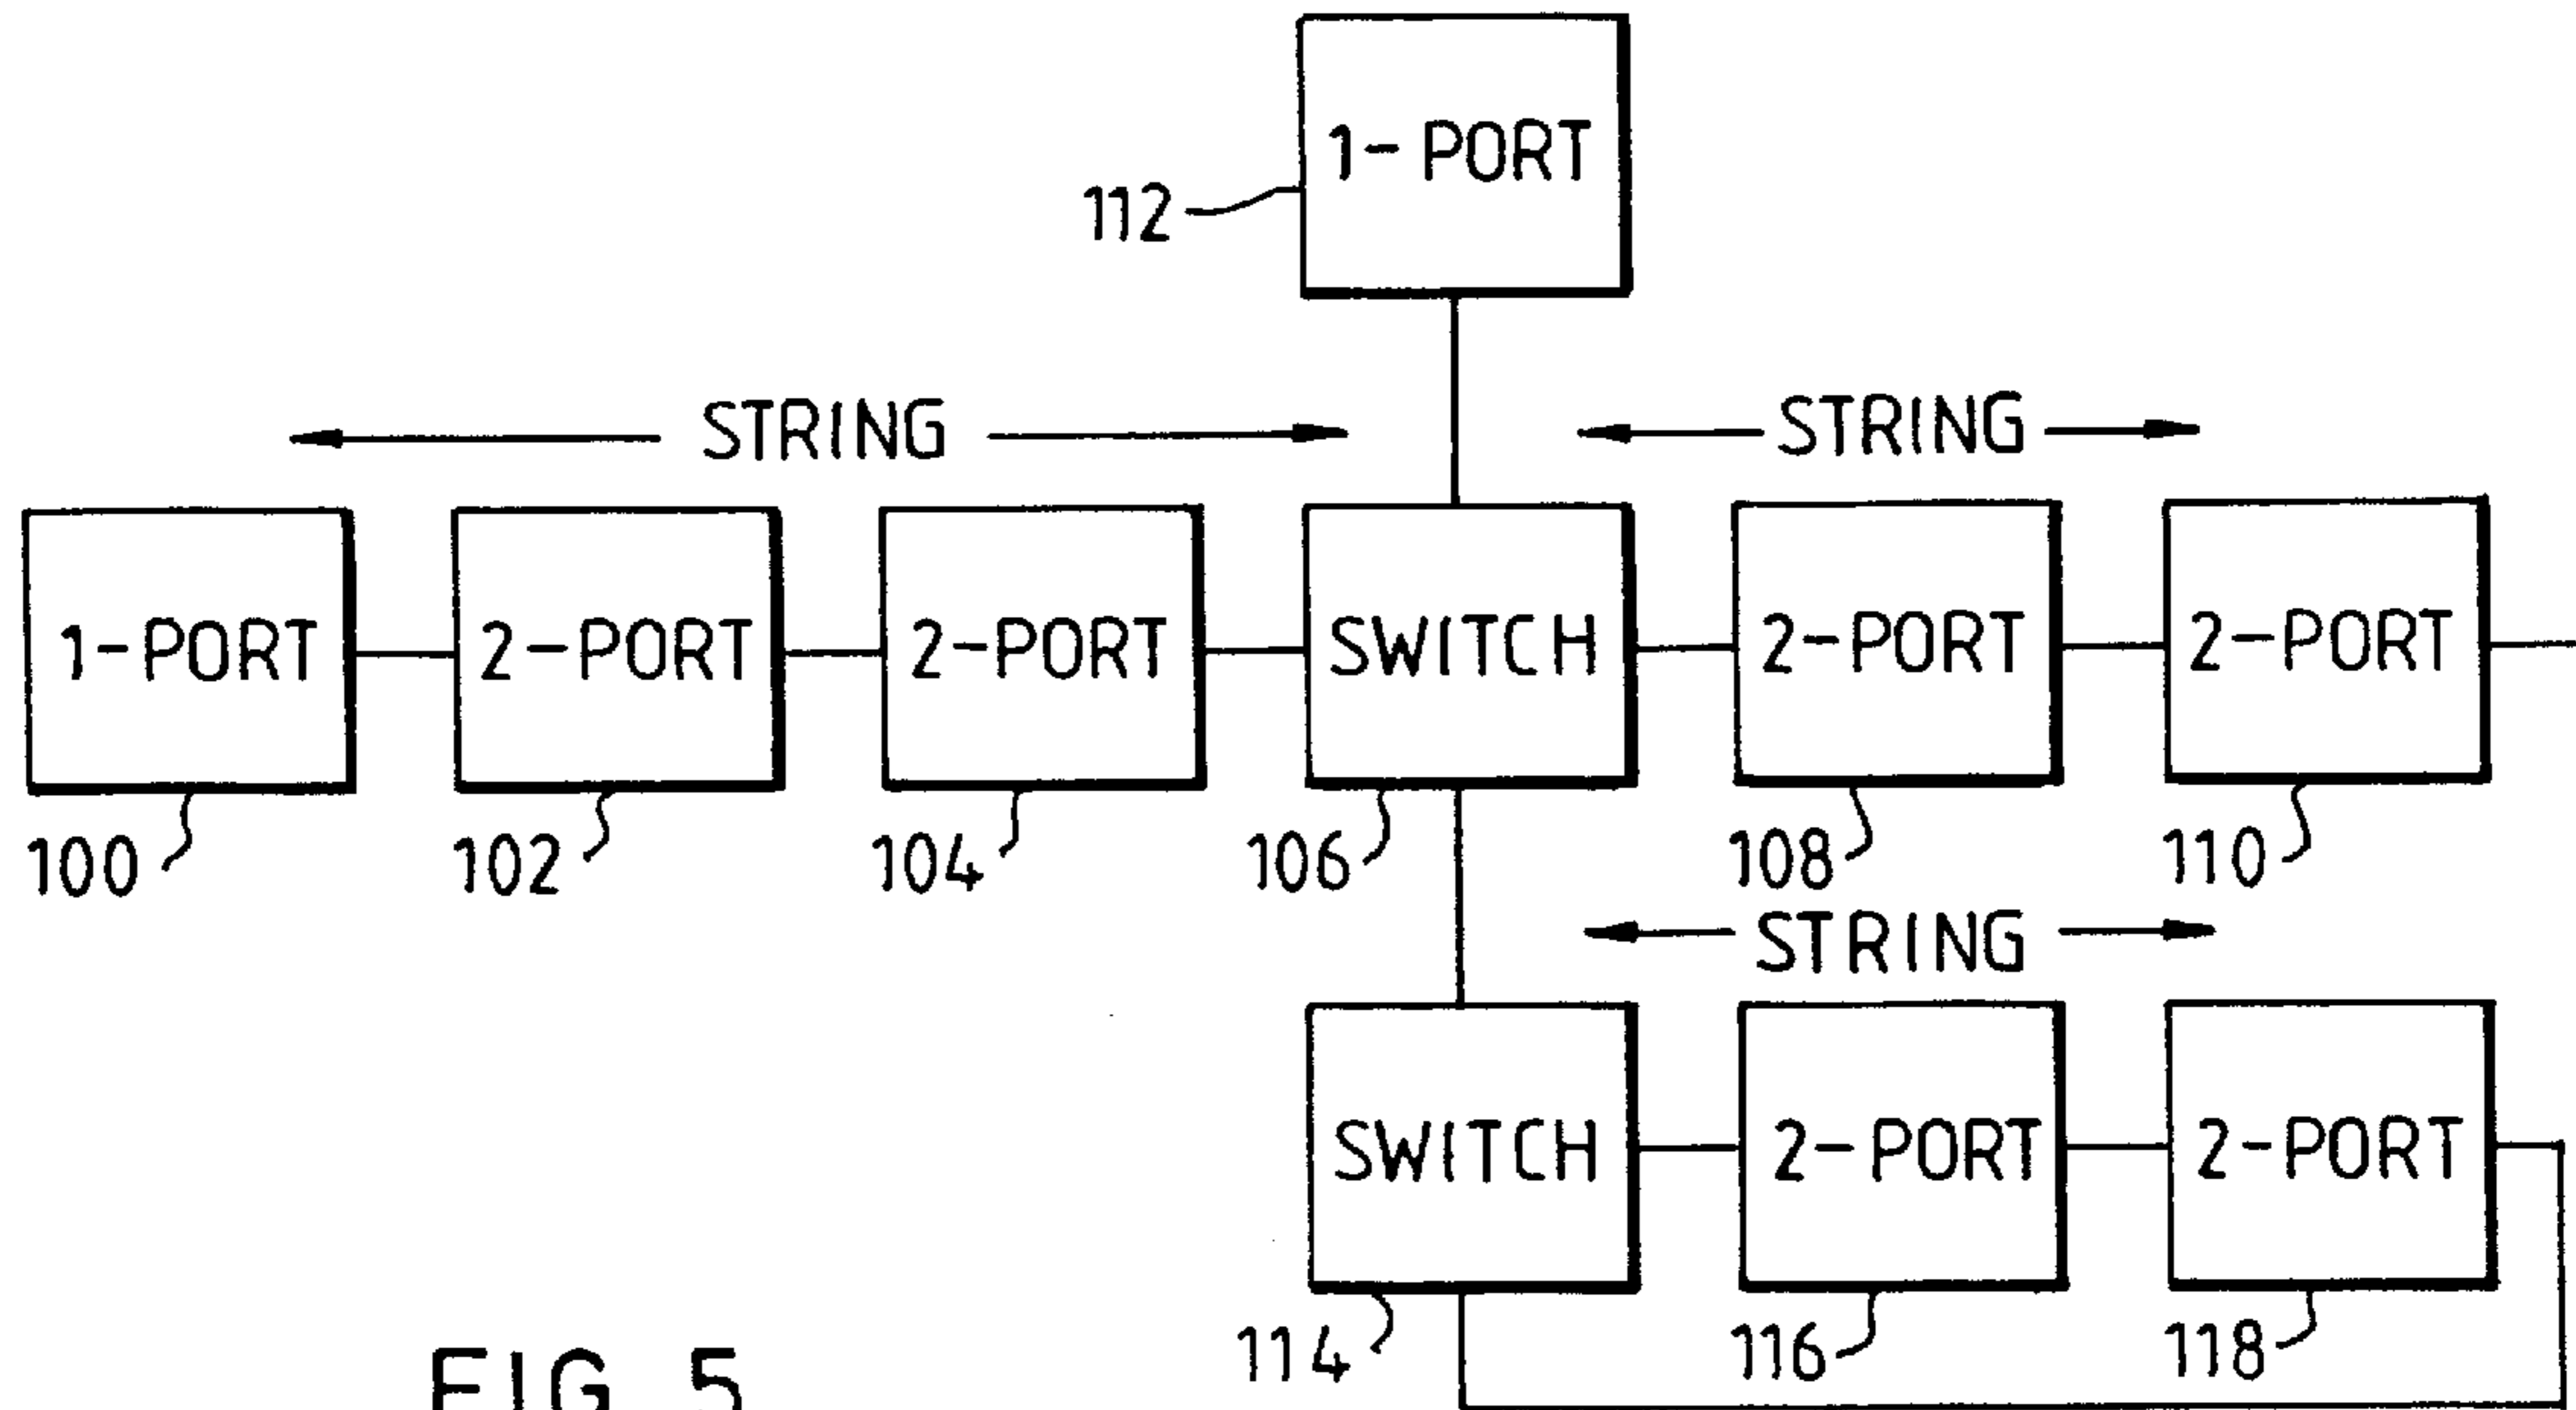 1-PORT
112
STRING STRING
1-PORT 2-PORT 2-PORT SWITCH 2-PORT 2-PORT
100 102 104 106 108 110
STRING
SWITCH 2-PORT 2-PORT
114 116 118
FIG 5